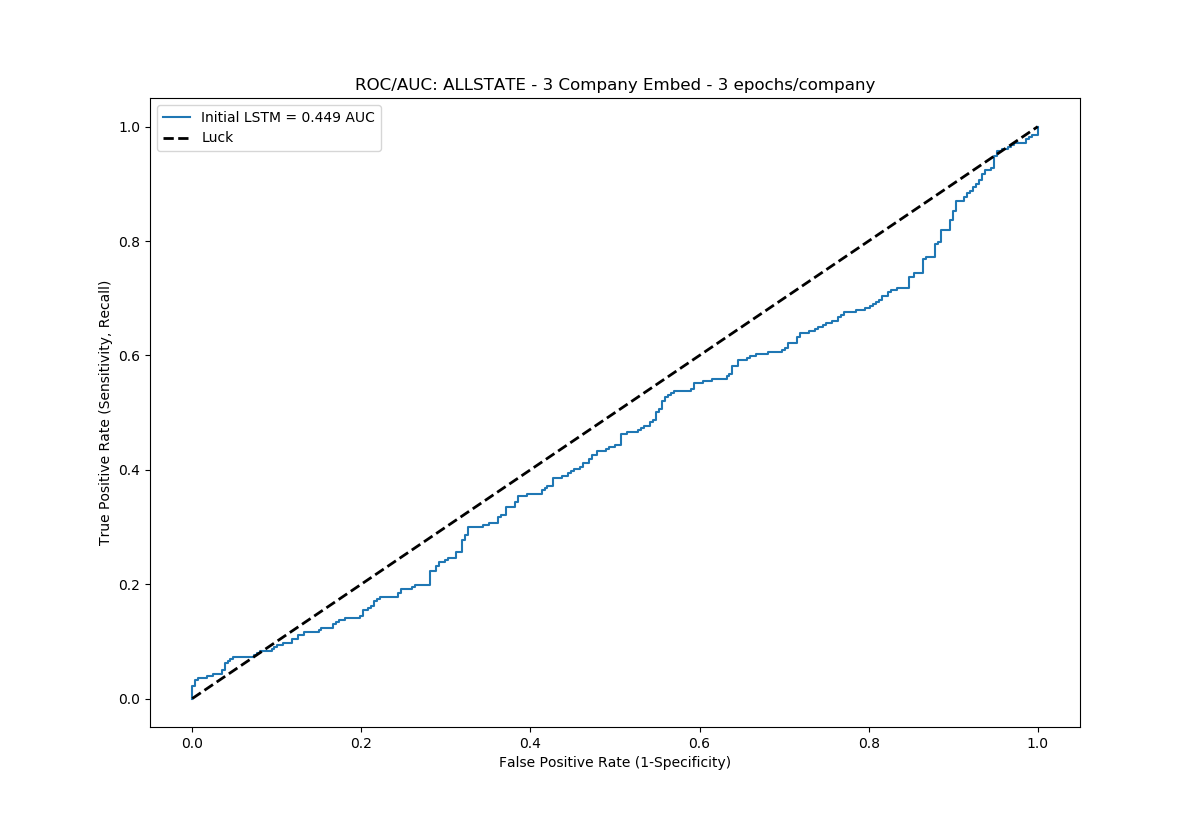 ROC/AUC: ALLSTATE - 3 Company Embed - 3 epochs/company
Initial LSTM = 0.449 AUC
Luck
True Positive Rate (Sensitivity, Recall)
1.0
0.8
0.6
0.4
0.2
0.0
0.0 0.2 0.4 0.6 0.8 1.0
False Positive Rate (1-Specificity)